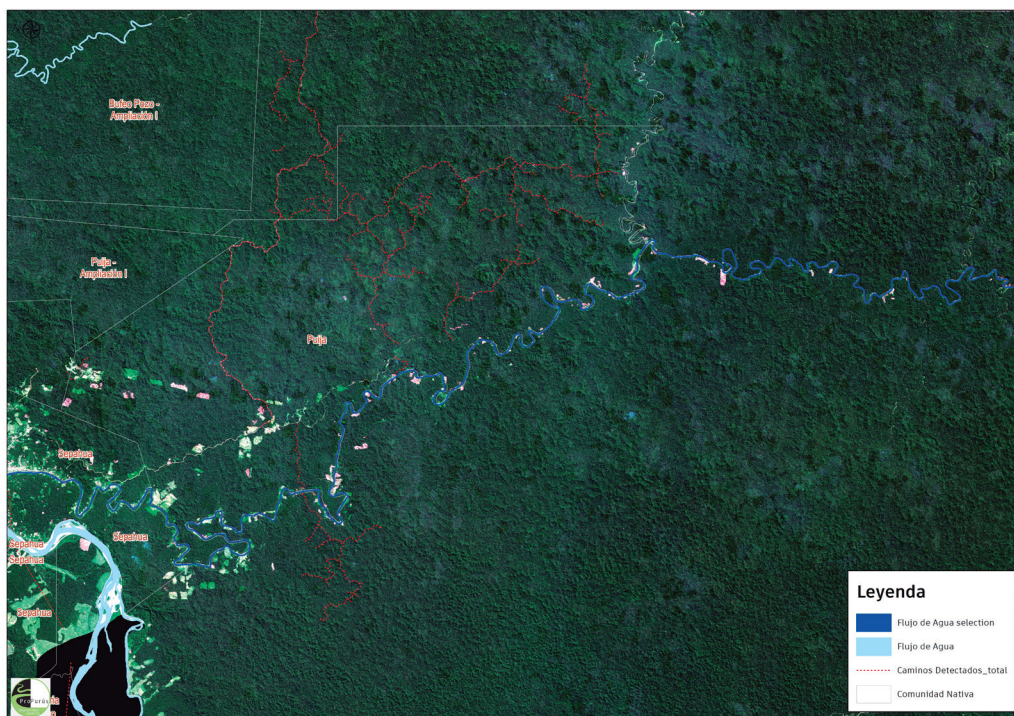 Bufeo Pozo -
Ampliación I
Puija -
Ampliación I
Puija
Sepahua
Sepahua
Sepahua
Sepahua
Sepahua
ProPurús
Leyenda
Flujo de Agua selection
Flujo de Agua
Caminos Detectados_total
Comunidad Nativa